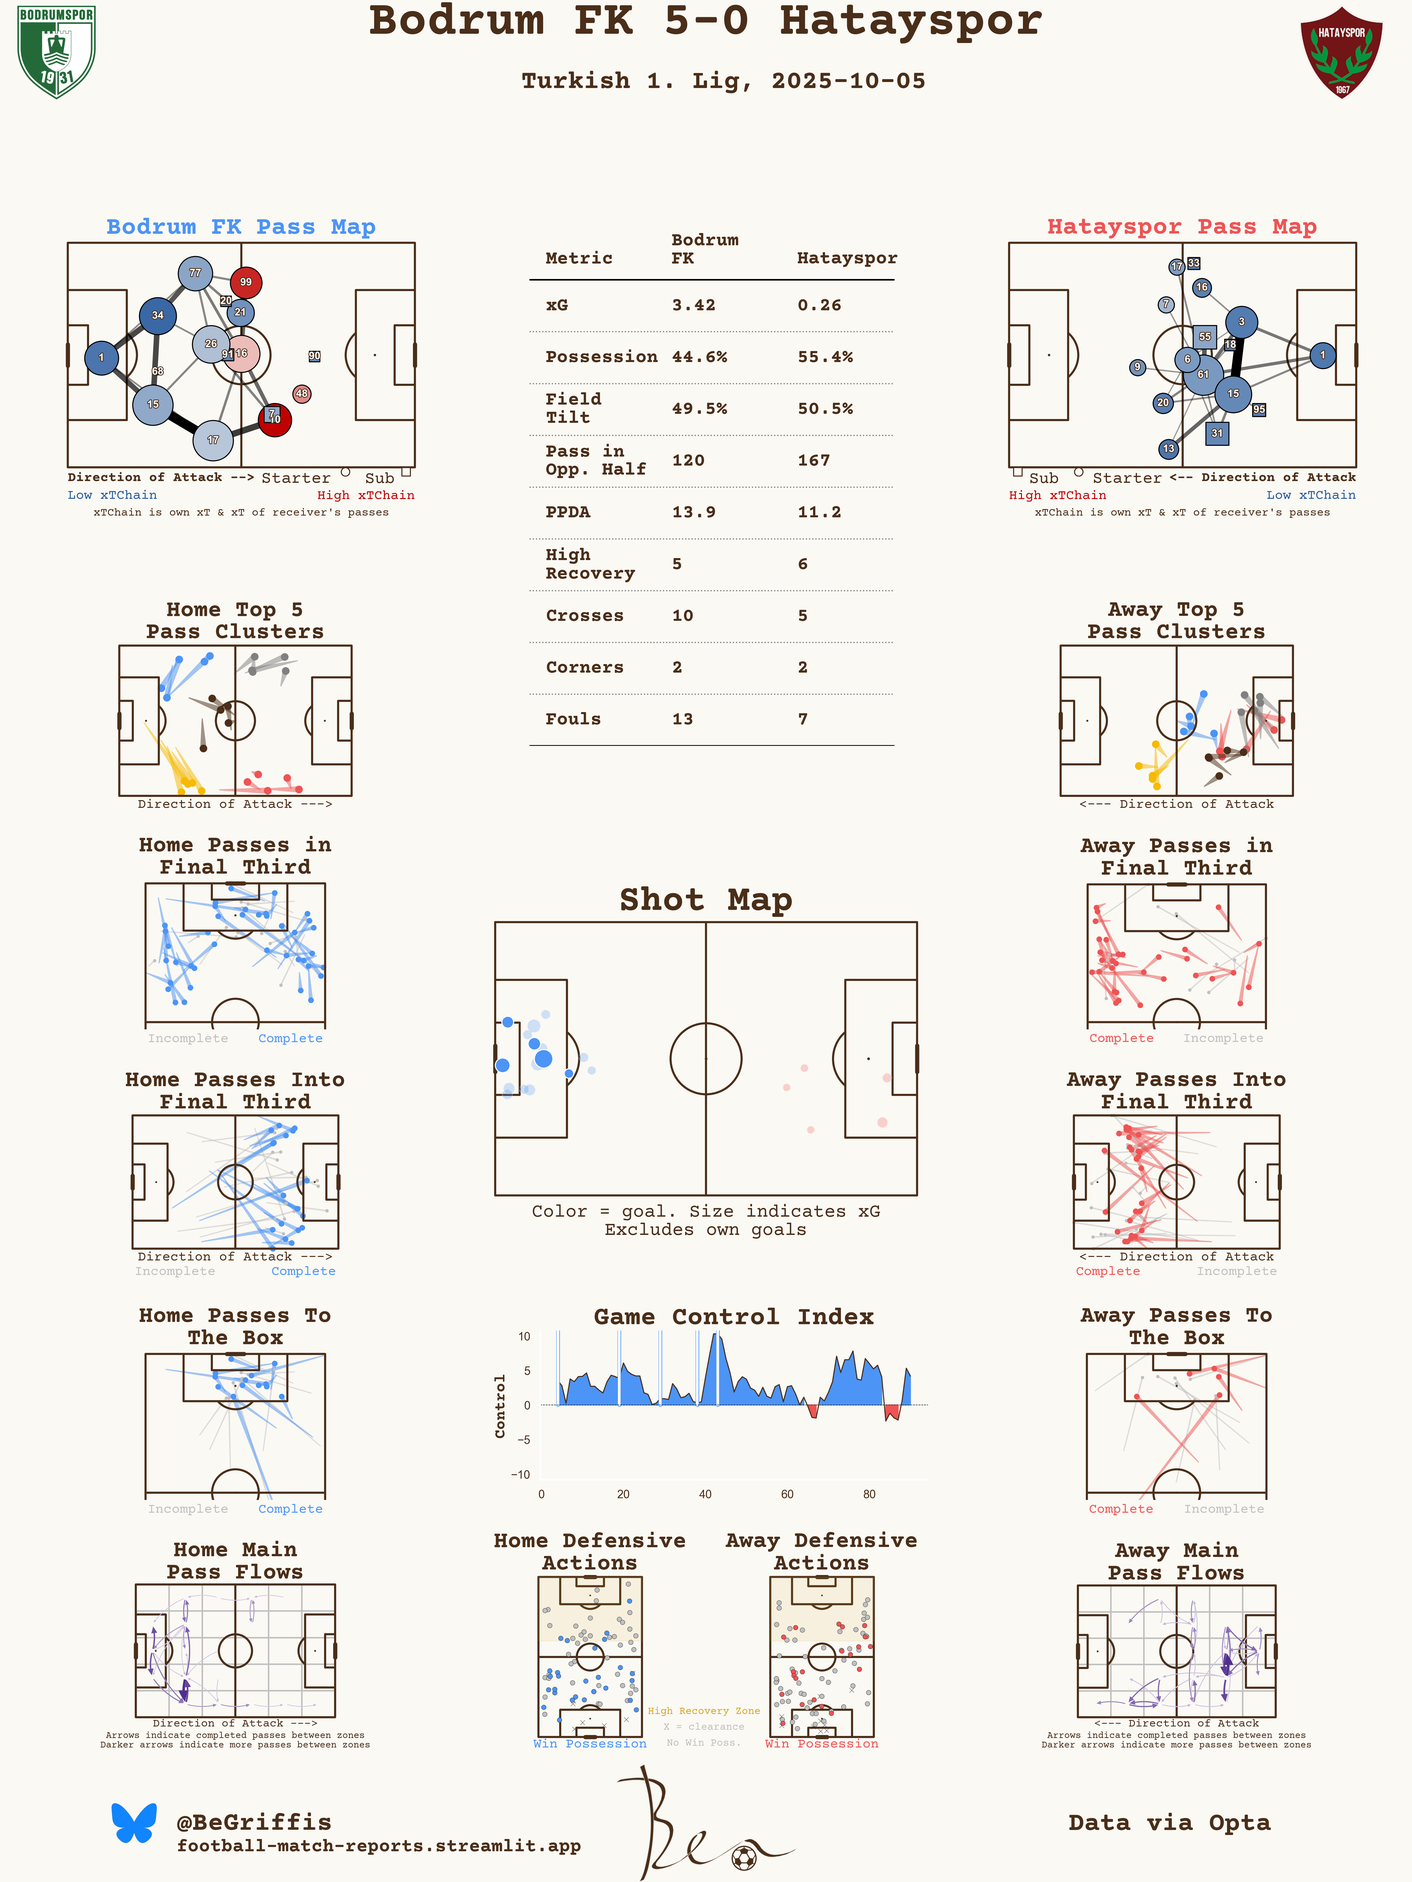 BODRUMSPOR
19 31
Bodrum FK 5-0 Hatayspor
Turkish 1. Lig, 2025-10-05
HATAYSPOR
1967
Bodrum FK Pass Map
77
99
20
21
34
26
91
16
90
1
68
48
15
7
10
17
Direction of Attack --> Starter Sub
Low xTChain High xTChain
xTChain is own xT & xT of receiver's passes
Metric Bodrum FK Hatayspor
xG 3.42 0.26
Possession 44.6% 55.4%
Field Tilt 49.5% 50.5%
Pass in Opp. Half 120 167
PPDA 13.9 11.2
High Recovery 5 6
Crosses 10 5
Corners 2 2
Fouls 13 7
Hatayspor Pass Map
17 33
16
7
3
55
18
6
1
9
61
15
20
95
31
13
Sub Starter <-- Direction of Attack
High xTChain Low xTChain
xTChain is own xT & xT of receiver's passes
Home Top 5
Pass Clusters
Direction of Attack --->
Away Top 5
Pass Clusters
<--- Direction of Attack
Home Passes in
Final Third
Incomplete Complete
Shot Map
Color = goal. Size indicates xG
Excludes own goals
Away Passes in
Final Third
Complete Incomplete
Home Passes Into
Final Third
Direction of Attack --->
Incomplete Complete
Away Passes Into
Final Third
<--- Direction of Attack
Complete Incomplete
Home Passes To
The Box
Incomplete Complete
Game Control Index
Control
10
5
0
−5
−10
0 20 40 60 80
Away Passes To
The Box
Complete Incomplete
Home Main
Pass Flows
Direction of Attack --->
Arrows indicate completed passes between zones
Darker arrows indicate more passes between zones
Home Defensive
Actions
Win Possession
Away Defensive
Actions
Win Possession
High Recovery Zone
X = clearance
No Win Poss.
Away Main
Pass Flows
<--- Direction of Attack
Arrows indicate completed passes between zones
Darker arrows indicate more passes between zones
@BeGriffis
football-match-reports.streamlit.app
Ben
Data via Opta